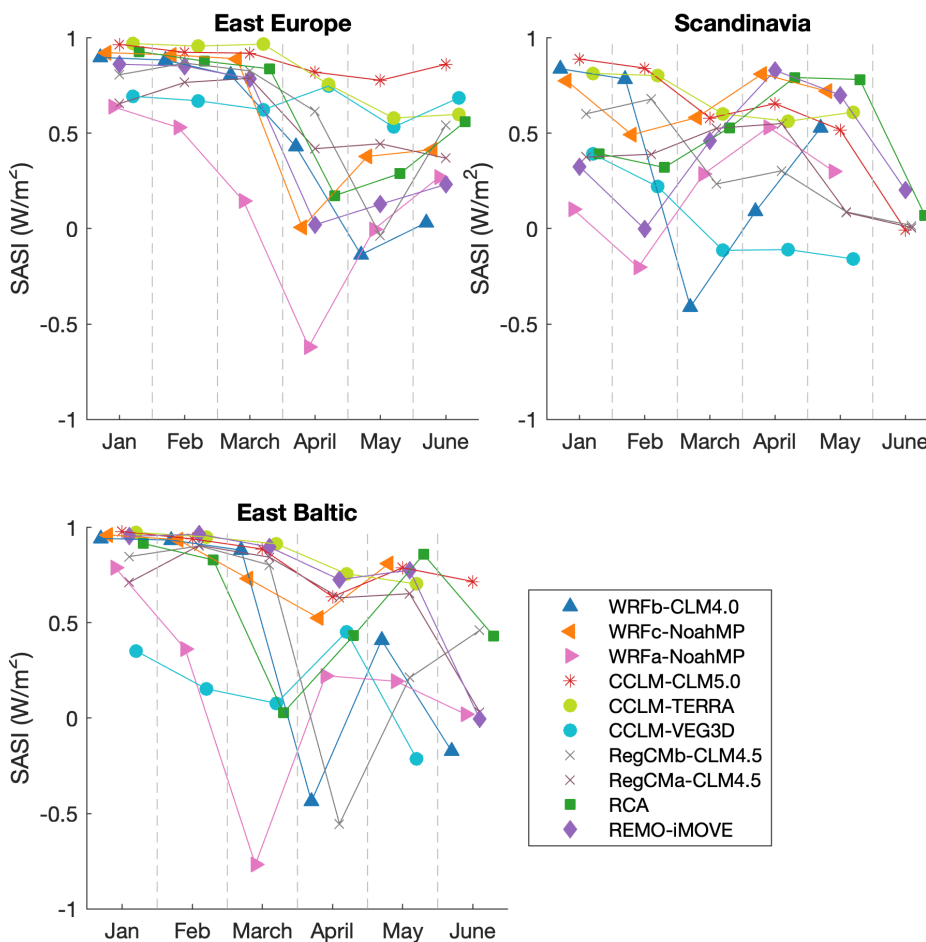 East Europe
SASI (W/m²)
1
0.5
0
-0.5
-1
Jan Feb March April May June
Scandinavia
SASI (W/m²)
1
0.5
0
-0.5
-1
Jan Feb March April May June
East Baltic
SASI (W/m²)
1
0.5
0
-0.5
-1
Jan Feb March April May June
WRFb-CLM4.0
WRFc-NoahMP
WRFa-NoahMP
CCLM-CLM5.0
CCLM-TERRA
CCLM-VEG3D
RegCMb-CLM4.5
RegCMa-CLM4.5
RCA
REMO-iMOVE